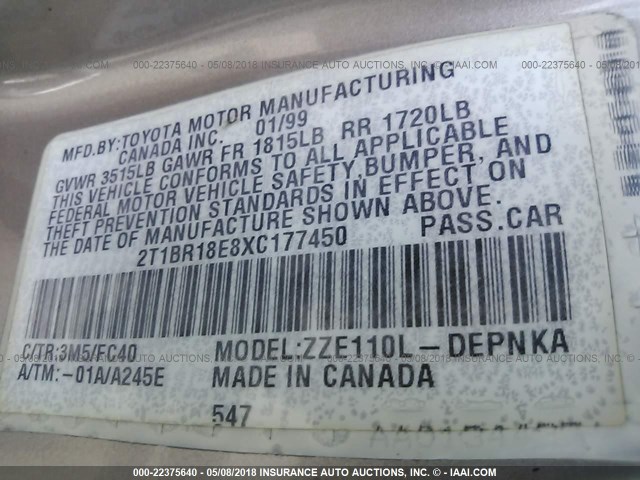 000-22375640 - 05/08/2018 INSURANCE AUTO AUCTIONS, INC. - © IAAI.COM
MFD.BY:TOYOTA MOTOR MANUFACTURING
CANADA INC. 01/99
GVWR 3515LB GAWR FR 1815LB RR 1720LB
THIS VEHICLE CONFORMS TO ALL APPLICABLE
FEDERAL MOTOR VEHICLE SAFETY,BUMPER, AND
THEFT PREVENTION STANDARDS IN EFFECT ON
THE DATE OF MANUFACTURE SHOWN ABOVE.
2T1BR18E8XC177450 PASS.CAR
C/TR:3M5/FC40 MODEL:ZZE110L-DEPNKA
A/TM:-01A/A245E MADE IN CANADA
547
000-22375640 - 05/08/2018 INSURANCE AUTO AUCTIONS, INC. - © IAAI.COM